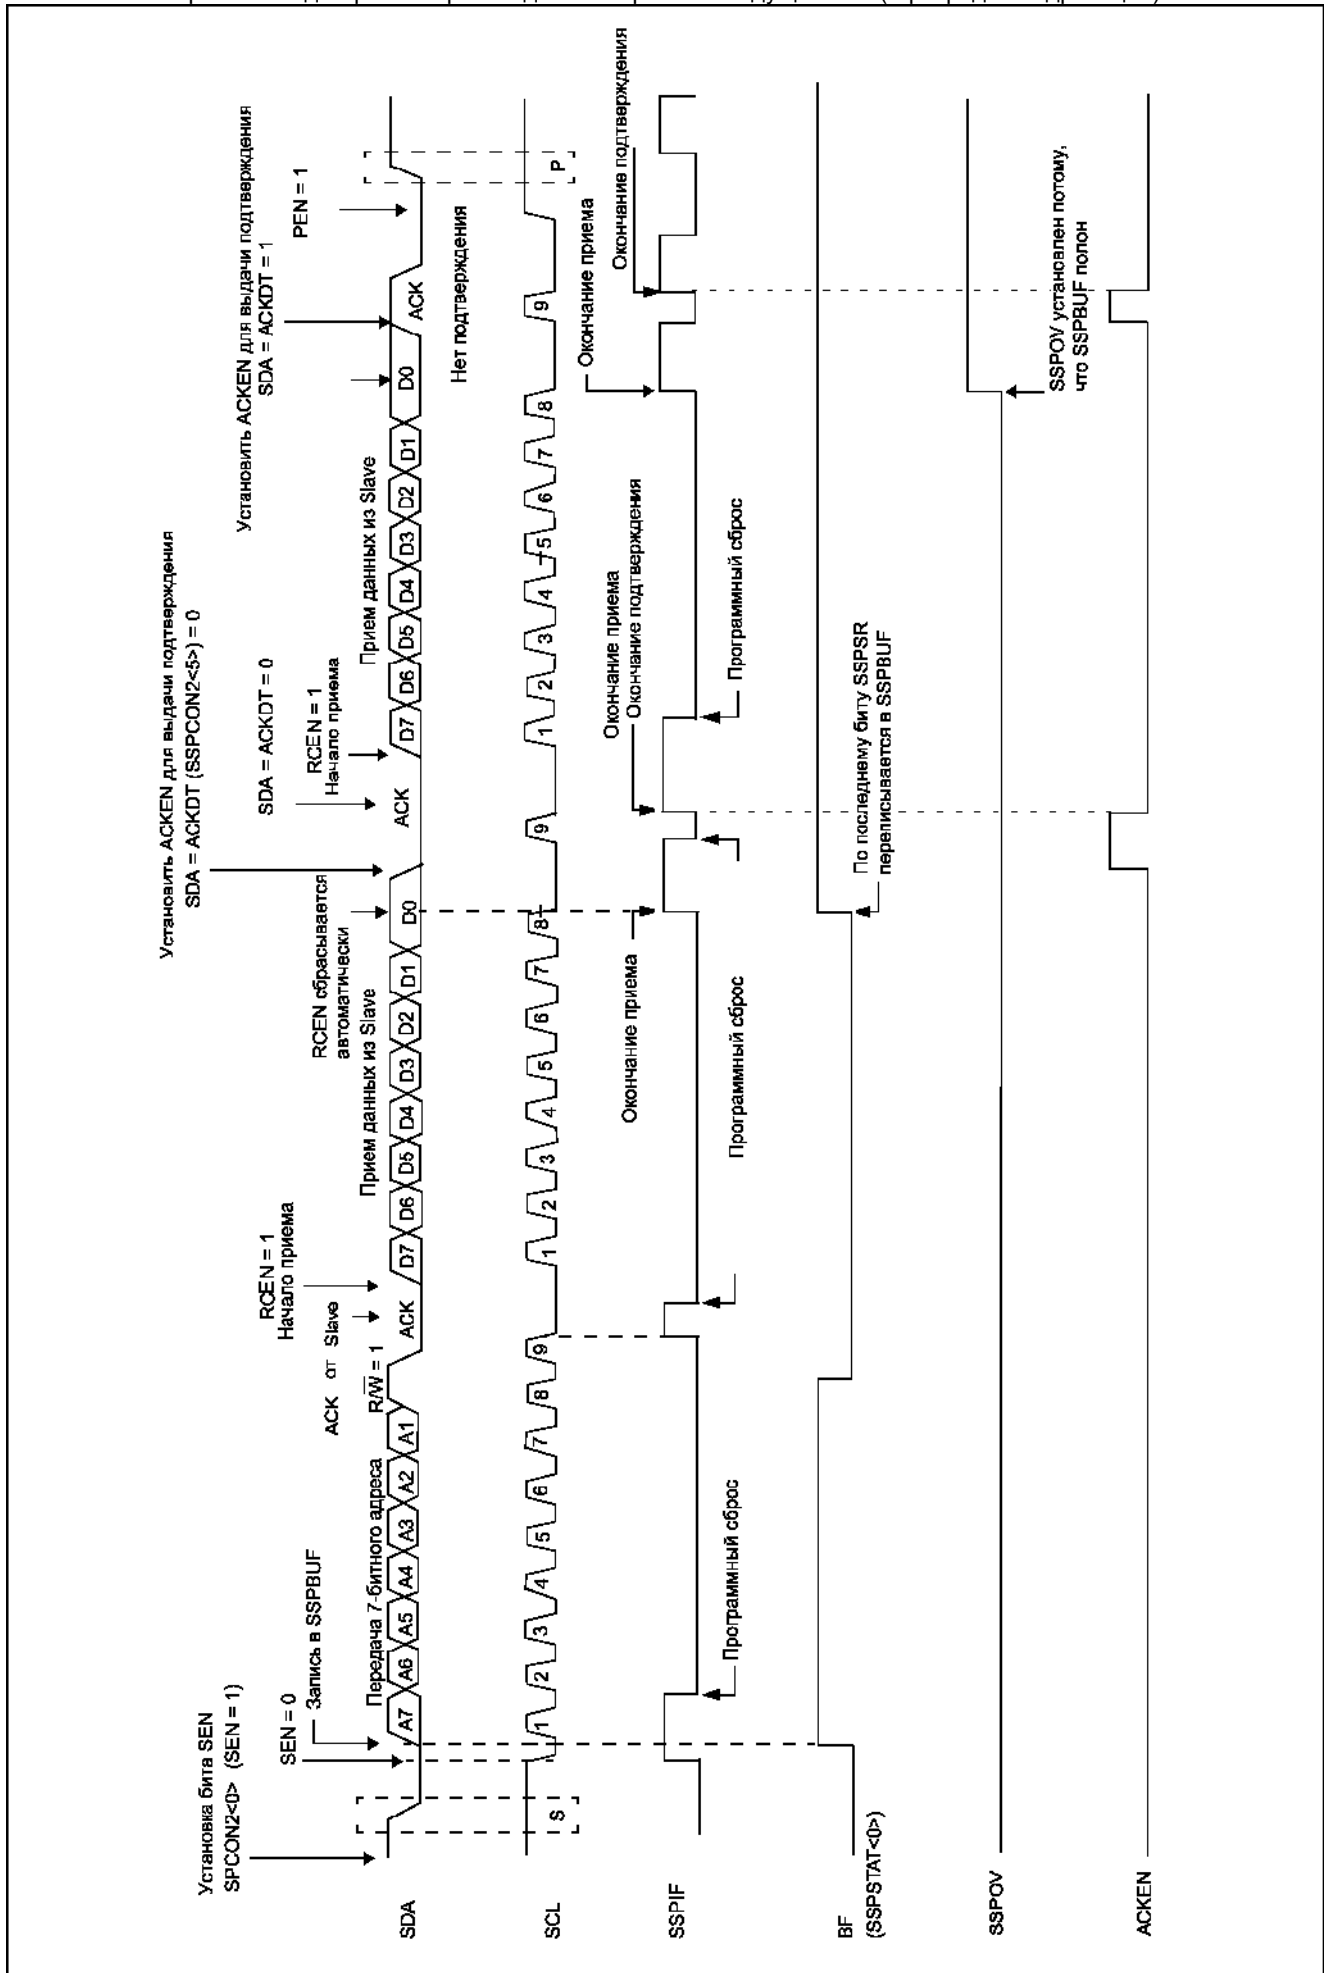 Установка бита SEN
SPCON2<0> (SEN = 1)
SEN = 0
Запись в SSPBUF
Передача 7-битного адреса
R/W = 1
ACK от Slave
RCEN = 1
Начало приема
Прием данных из Slave
RCEN сбрасывается
автоматически
Установить ACKEN для выдачи подтверждения
SDA = ACKDT (SSPCON2<5>) = 0
SDA = ACKDT = 0
RCEN = 1
Начало приема
Прием данных из Slave
Установить ACKEN для выдачи подтверждения
SDA = ACKDT = 1
PEN = 1
SDA
A7 A6 A5 A4 A3 A2 A1 ACK D7 D6 D5 D4 D3 D2 D1 D0 ACK D7 D6 D5 D4 D3 D2 D1 D0 ACK
Нет подтверждения
SCL
S 1 2 3 4 5 6 7 8 9 1 2 3 4 5 6 7 8 9 1 2 3 4 5 6 7 8 9 P
SSPIF
Окончание приема
Окончание приема
Окончание подтверждения
Окончание приема
Окончание подтверждения
Программный сброс
Программный сброс
Программный сброс
BF
(SSPSTAT<0>)
По последнему биту SSPSR
переписывается в SSPBUF
SSPOV
SSPOV установлен потому,
что SSPBUF полон
ACKEN